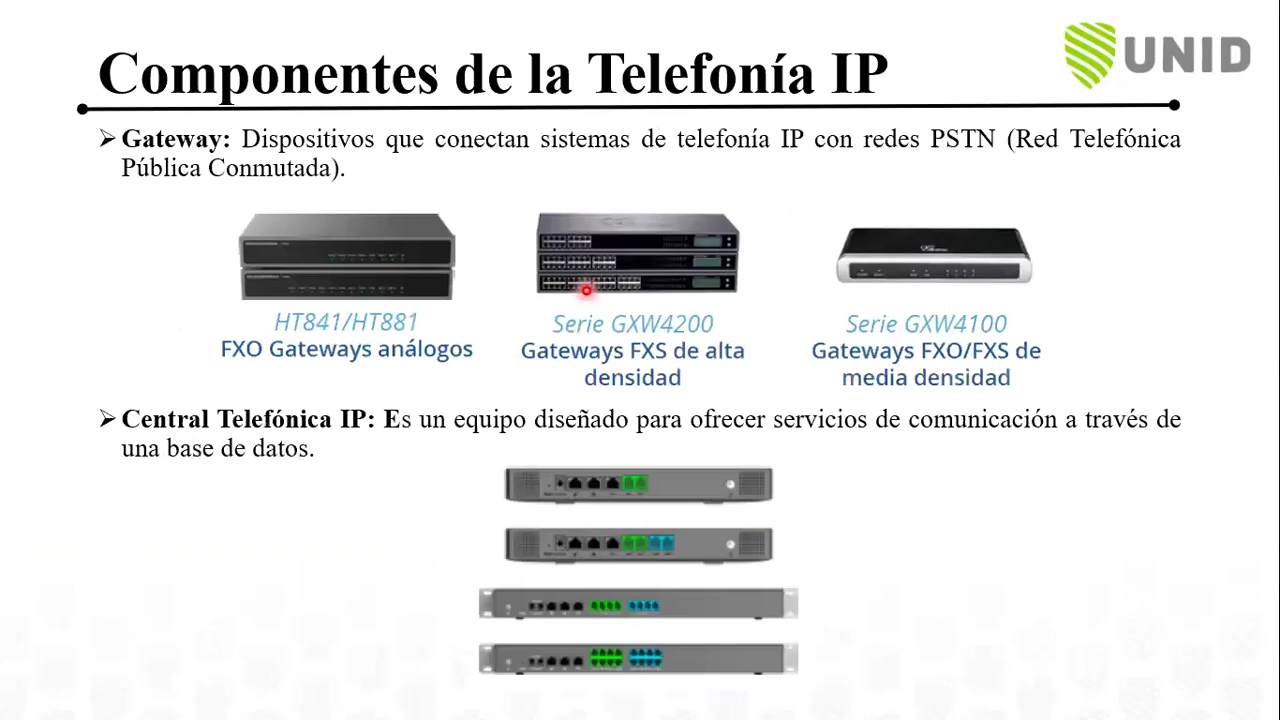 UNID
Componentes de la Telefonía IP
➢Gateway: Dispositivos que conectan sistemas de telefonía IP con redes PSTN (Red Telefónica
Pública Conmutada).
HT841/HT881
FXO Gateways análogos
Serie GXW4200
Gateways FXS de alta
densidad
Serie GXW4100
Gateways FXO/FXS de
media densidad
➢Central Telefónica IP: Es un equipo diseñado para ofrecer servicios de comunicación a través de
una base de datos.